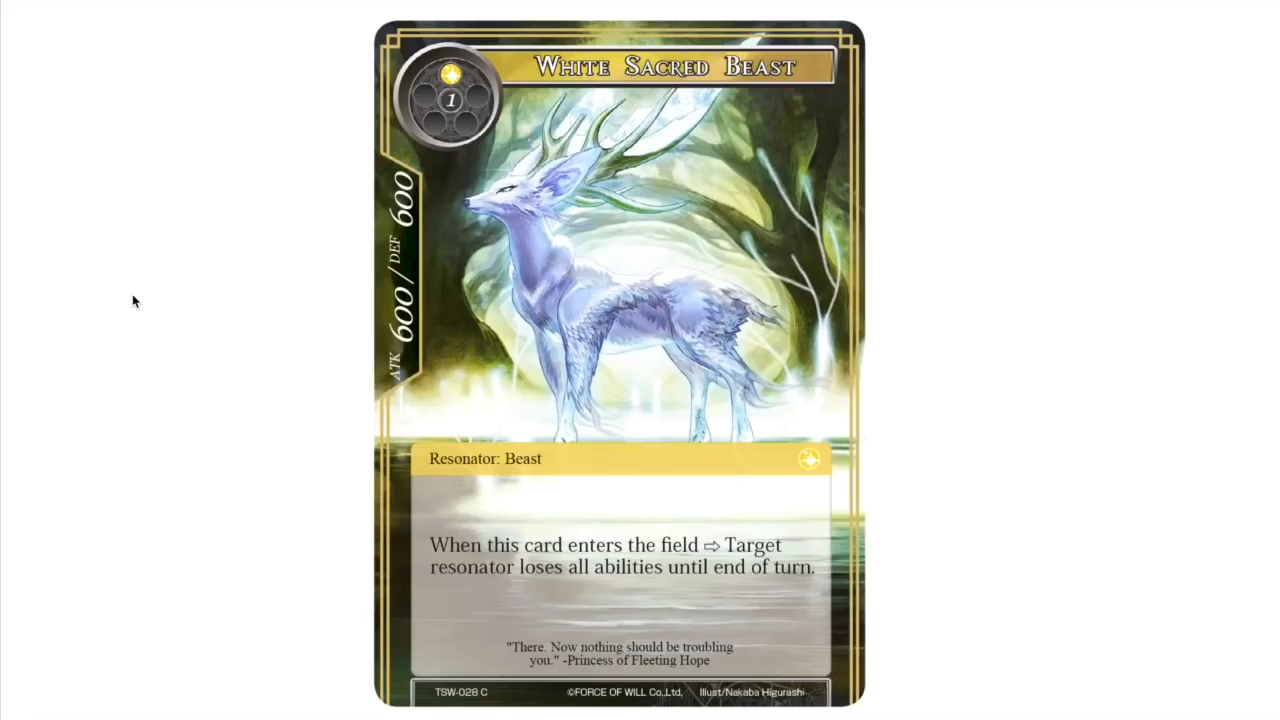 White Sacred Beast
1
ATK 600 / DEF 600
Resonator: Beast
When this card enters the field ⇨ Target
resonator loses all abilities until end of turn.
"There. Now nothing should be troubling
you." -Princess of Fleeting Hope
TSW-028 C ©FORCE OF WILL Co.,Ltd. Illust/Nakaba Higurashi